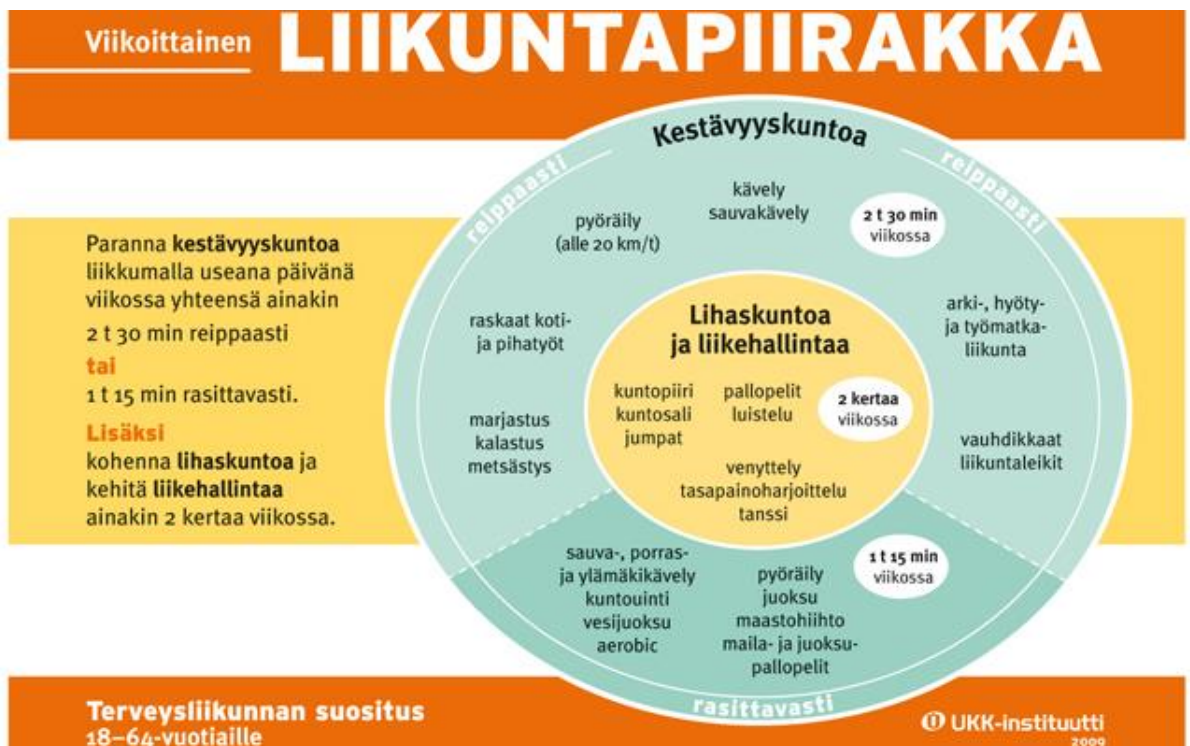 Viikoittainen LIIKUNTAPIIRAKKA
Paranna kestävyyskuntoa
liikkumalla useana päivänä
viikossa yhteensä ainakin
2 t 30 min reippaasti
tai
1 t 15 min rasittavasti.
Lisäksi
kohenna lihaskuntoa ja
kehitä liikehallintaa
ainakin 2 kertaa viikossa.
Kestävyyskuntoa
reippaasti
reippaasti
kävely
sauvakävely
2 t 30 min
viikossa
pyöräily
(alle 20 km/t)
raskaat koti-
ja pihatyöt
marjastus
kalastus
metsästys
arki-, hyöty-
ja työmatka-
liikunta
vauhdikkaat
liikuntaleikit
Lihaskuntoa
ja liikehallintaa
kuntopiiri
kuntosali
jumpat
pallopelit
luistelu
2 kertaa
viikossa
venyttely
tasapainoharjoittelu
tanssi
sauva-, porras-
ja ylämäkikävely
kuntouinti
vesijuoksu
aerobic
pyöräily
juoksu
maastohiihto
maila- ja juoksu-
pallopelit
1 t 15 min
viikossa
rasittavasti
Terveysliikunnan suositus
18–64-vuotiaille
UKK-instituutti
2009